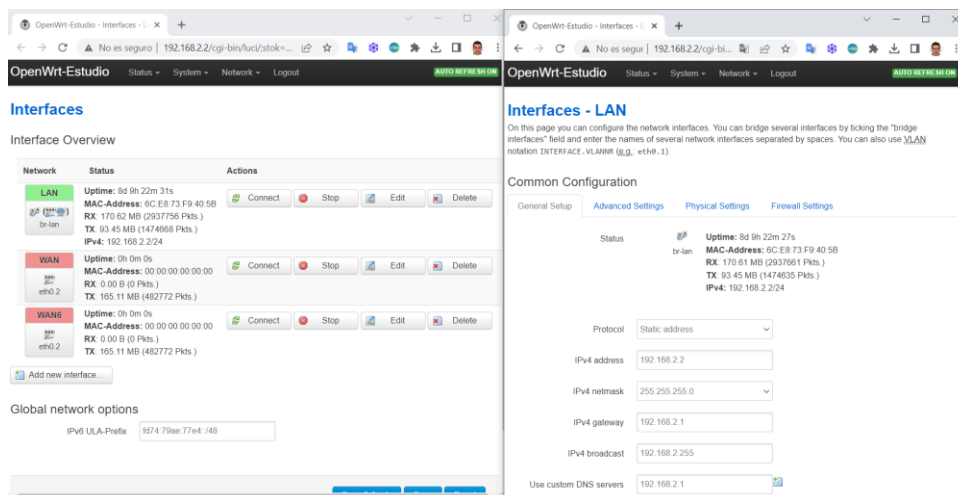 OpenWrt-Estudio - Interfaces - L
No es seguro | 192.168.2.2/cgi-bin/luci/;stok=...
OpenWrt-Estudio Status System Network Logout AUTO REFRESH ON
Interfaces
Interface Overview
Network Status Actions
LAN
br-lan
Uptime: 8d 9h 22m 31s
MAC-Address: 6C:E8:73:F9:40:5B
RX: 170.62 MB (2937756 Pkts.)
TX: 93.45 MB (1474668 Pkts.)
IPv4: 192.168.2.2/24
Connect Stop Edit Delete
WAN
eth0.2
Uptime: 0h 0m 0s
MAC-Address: 00:00:00:00:00:00
RX: 0.00 B (0 Pkts.)
TX: 165.11 MB (482772 Pkts.)
Connect Stop Edit Delete
WAN6
eth0.2
Uptime: 0h 0m 0s
MAC-Address: 00:00:00:00:00:00
RX: 0.00 B (0 Pkts.)
TX: 165.11 MB (482772 Pkts.)
Connect Stop Edit Delete
Add new interface...
Global network options
IPv6 ULA-Prefix fd74:79ae:77e4::/48
OpenWrt-Estudio - Interfaces - L
No es segur | 192.168.2.2/cgi-bi...
OpenWrt-Estudio Status System Network Logout AUTO REFRESH ON
Interfaces - LAN
On this page you can configure the network interfaces. You can bridge several interfaces by ticking the "bridge
interfaces" field and enter the names of several network interfaces separated by spaces. You can also use VLAN
notation INTERFACE.VLANNR (e.g.: eth0.1).
Common Configuration
General Setup Advanced Settings Physical Settings Firewall Settings
Status
br-lan
Uptime: 8d 9h 22m 27s
MAC-Address: 6C:E8:73:F9:40:5B
RX: 170.61 MB (2937661 Pkts.)
TX: 93.45 MB (1474635 Pkts.)
IPv4: 192.168.2.2/24
Protocol Static address
IPv4 address 192.168.2.2
IPv4 netmask 255.255.255.0
IPv4 gateway 192.168.2.1
IPv4 broadcast 192.168.2.255
Use custom DNS servers 192.168.2.1